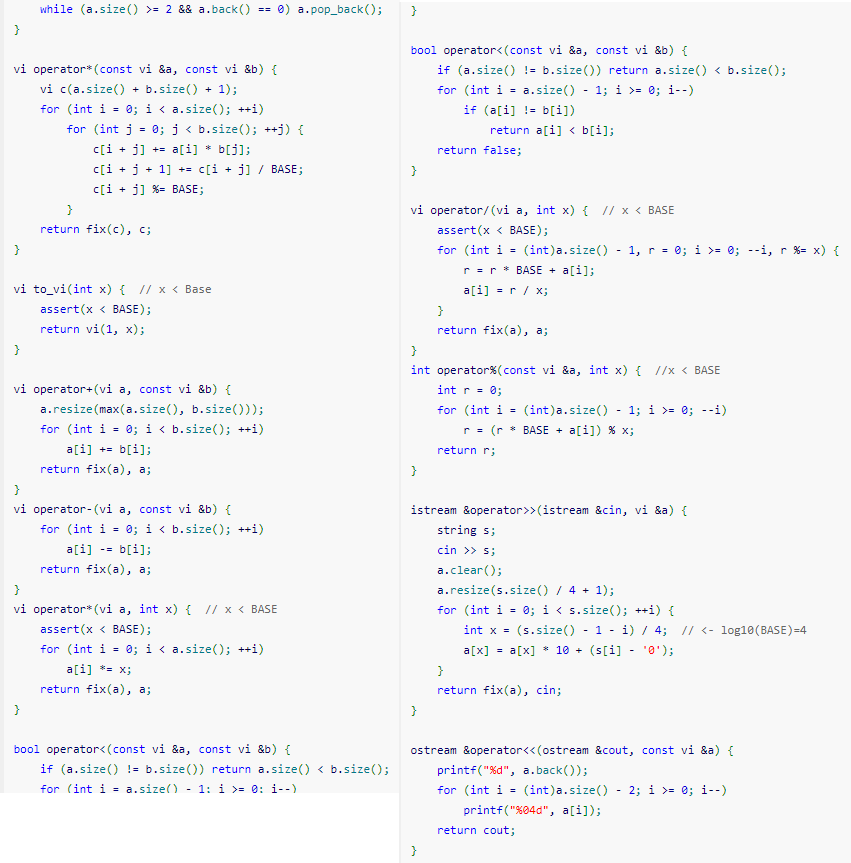 while (a.size() >= 2 && a.back() == 0) a.pop_back();
}

vi operator*(const vi &a, const vi &b) {
    vi c(a.size() + b.size() + 1);
    for (int i = 0; i < a.size(); ++i)
        for (int j = 0; j < b.size(); ++j) {
            c[i + j] += a[i] * b[j];
            c[i + j + 1] += c[i + j] / BASE;
            c[i + j] %= BASE;
        }
    return fix(c), c;
}

vi to_vi(int x) {  // x < Base
    assert(x < BASE);
    return vi(1, x);
}

vi operator+(vi a, const vi &b) {
    a.resize(max(a.size(), b.size()));
    for (int i = 0; i < b.size(); ++i)
        a[i] += b[i];
    return fix(a), a;
}
vi operator-(vi a, const vi &b) {
    for (int i = 0; i < b.size(); ++i)
        a[i] -= b[i];
    return fix(a), a;
}
vi operator*(vi a, int x) {  // x < BASE
    assert(x < BASE);
    for (int i = 0; i < a.size(); ++i)
        a[i] *= x;
    return fix(a), a;
}

bool operator<(const vi &a, const vi &b) {
    if (a.size() != b.size()) return a.size() < b.size();
    for (int i = a.size() - 1; i >= 0; i--)
}

bool operator<(const vi &a, const vi &b) {
    if (a.size() != b.size()) return a.size() < b.size();
    for (int i = a.size() - 1; i >= 0; i--)
        if (a[i] != b[i])
            return a[i] < b[i];
    return false;
}

vi operator/(vi a, int x) {  // x < BASE
    assert(x < BASE);
    for (int i = (int)a.size() - 1, r = 0; i >= 0; --i, r %= x) {
        r = r * BASE + a[i];
        a[i] = r / x;
    }
    return fix(a), a;
}
int operator%(const vi &a, int x) {  //x < BASE
    int r = 0;
    for (int i = (int)a.size() - 1; i >= 0; --i)
        r = (r * BASE + a[i]) % x;
    return r;
}

istream &operator>>(istream &cin, vi &a) {
    string s;
    cin >> s;
    a.clear();
    a.resize(s.size() / 4 + 1);
    for (int i = 0; i < s.size(); ++i) {
        int x = (s.size() - 1 - i) / 4;  // <- log10(BASE)=4
        a[x] = a[x] * 10 + (s[i] - '0');
    }
    return fix(a), cin;
}

ostream &operator<<(ostream &cout, const vi &a) {
    printf("%d", a.back());
    for (int i = (int)a.size() - 2; i >= 0; i--)
        printf("%04d", a[i]);
    return cout;
}